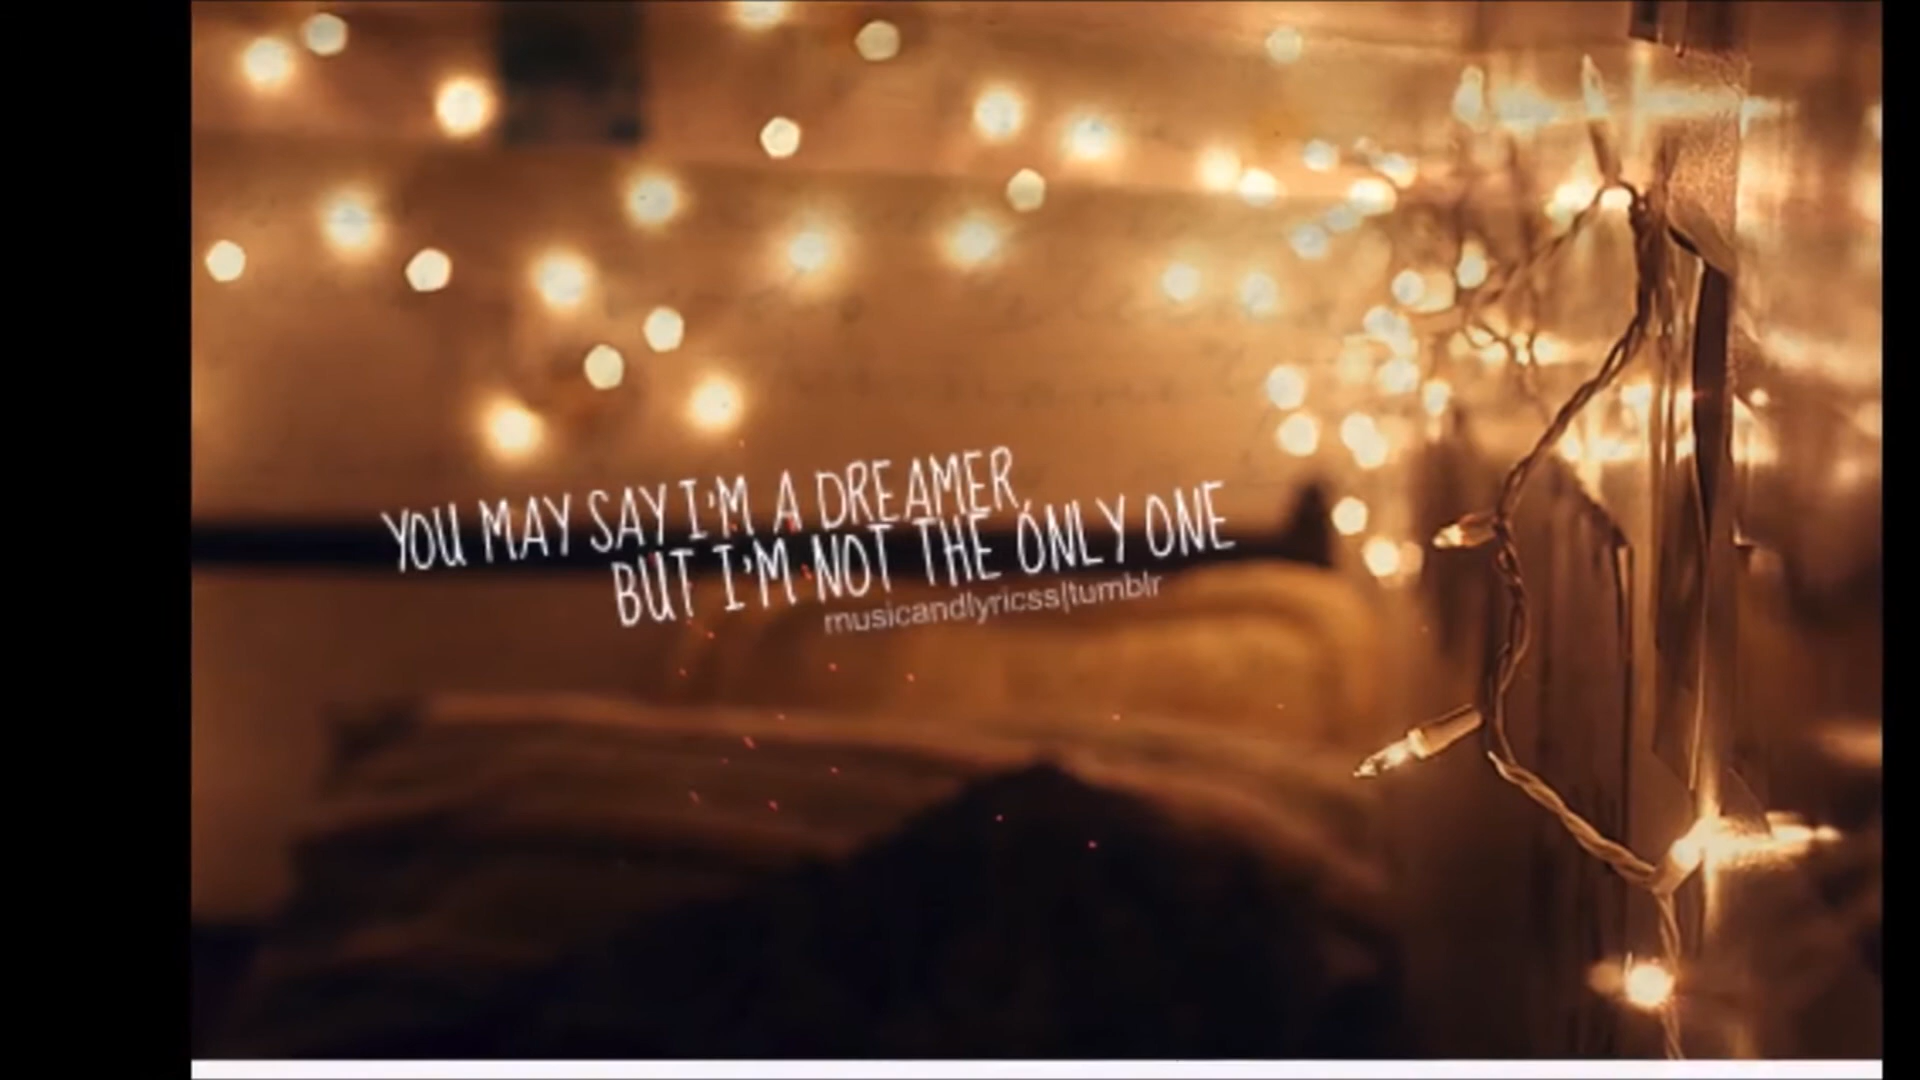 YOU MAY SAY I'M A DREAMER,
BUT I'M NOT THE ONLY ONE
musicandlyricss|tumblr